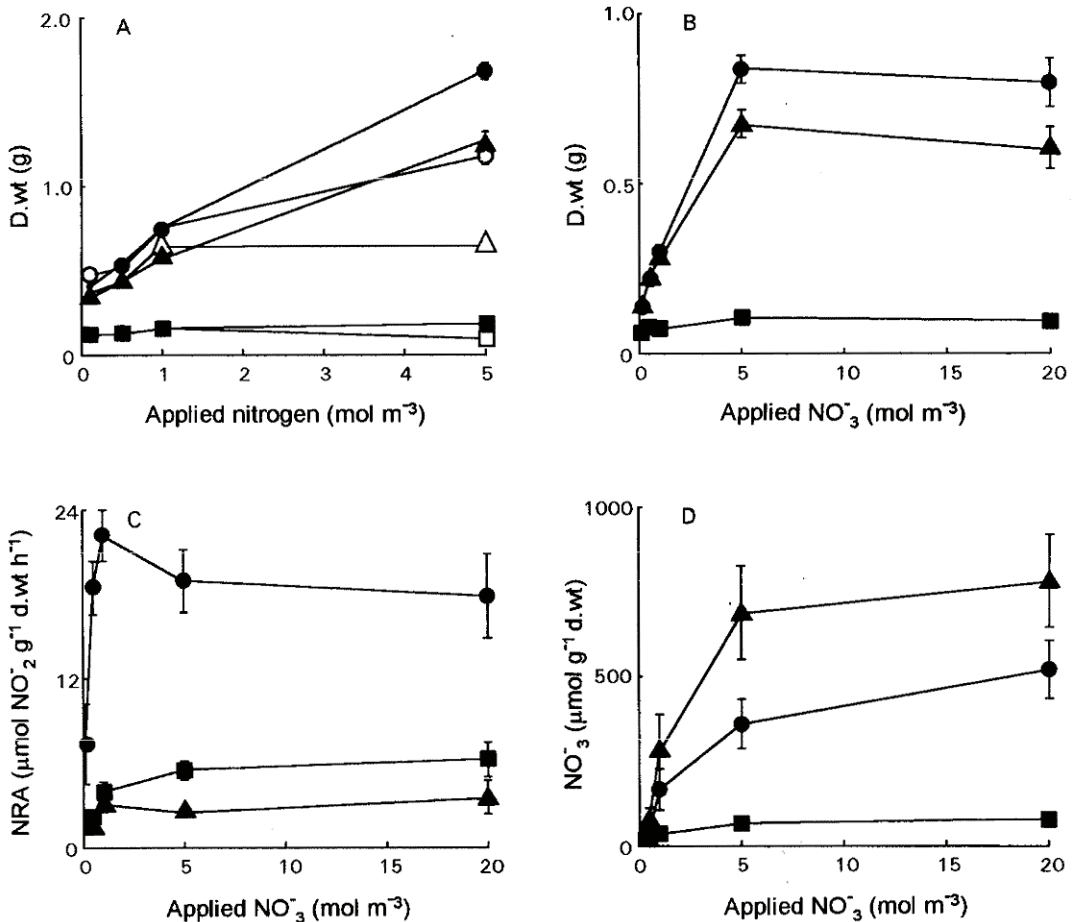 A
D.wt (g)
2.0
1.0
0
0 1 2 3 4 5
Applied nitrogen (mol m⁻³)
B
D.wt (g)
1.0
0.5
0
0 5 10 15 20
Applied NO⁻₃ (mol m⁻³)
C
NRA (μmol NO⁻₂ g⁻¹ d.wt h⁻¹)
24
12
0
0 5 10 15 20
Applied NO⁻₃ (mol m⁻³)
D
NO⁻₃ (μmol g⁻¹ d.wt)
1000
500
0
0 5 10 15 20
Applied NO⁻₃ (mol m⁻³)